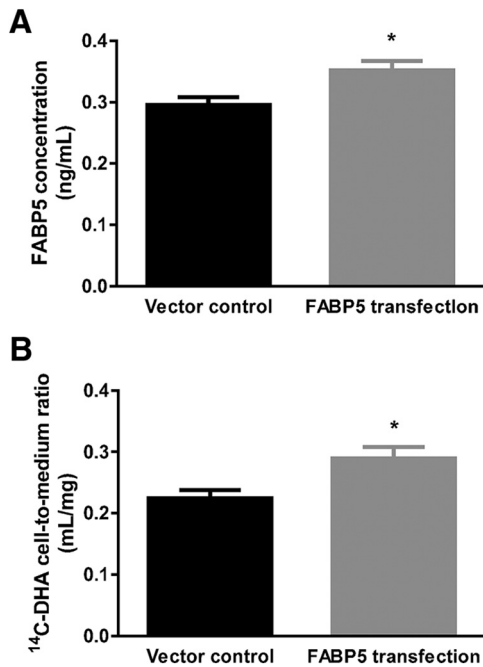 A
FABP5 concentration
(ng/mL)
0.4
0.3
0.2
0.1
0.0
*
Vector control
FABP5 transfection
B
¹⁴C-DHA cell-to-medium ratio
(mL/mg)
0.4
0.3
0.2
0.1
0.0
*
Vector control
FABP5 transfection